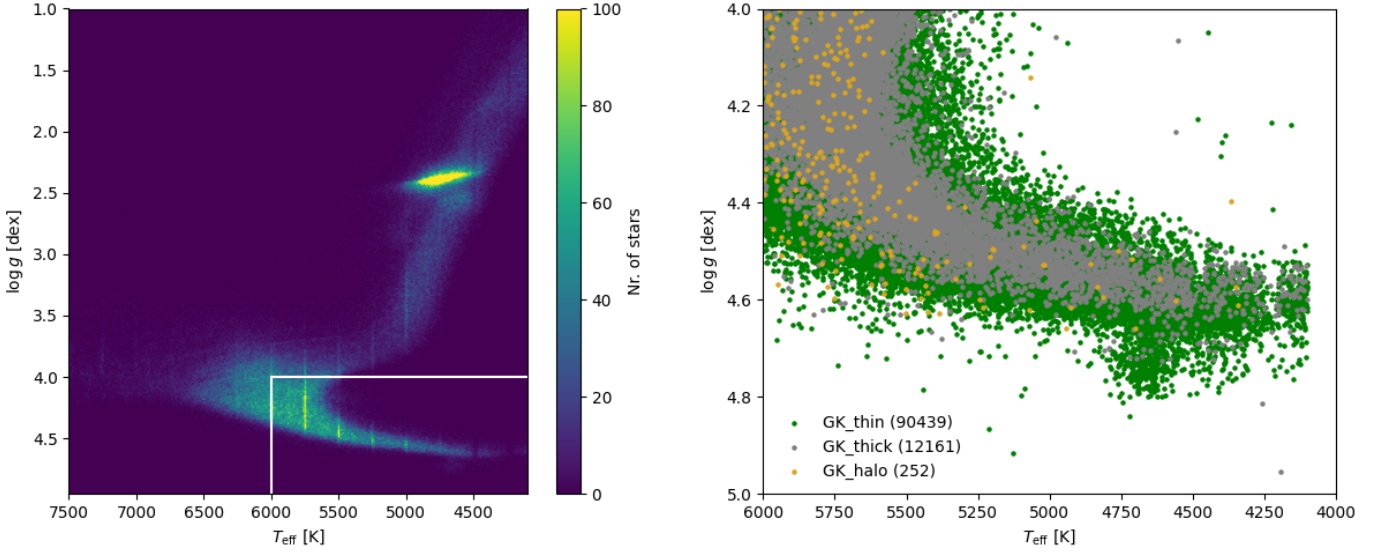 1.0
1.5
2.0
2.5
3.0
3.5
4.0
4.5
log g [dex]
7500 7000 6500 6000 5500 5000 4500
T_eff [K]
100
80
60
40
20
0
Nr. of stars
4.0
4.2
4.4
4.6
4.8
5.0
log g [dex]
GK_thin (90439)
GK_thick (12161)
GK_halo (252)
6000 5750 5500 5250 5000 4750 4500 4250 4000
T_eff [K]